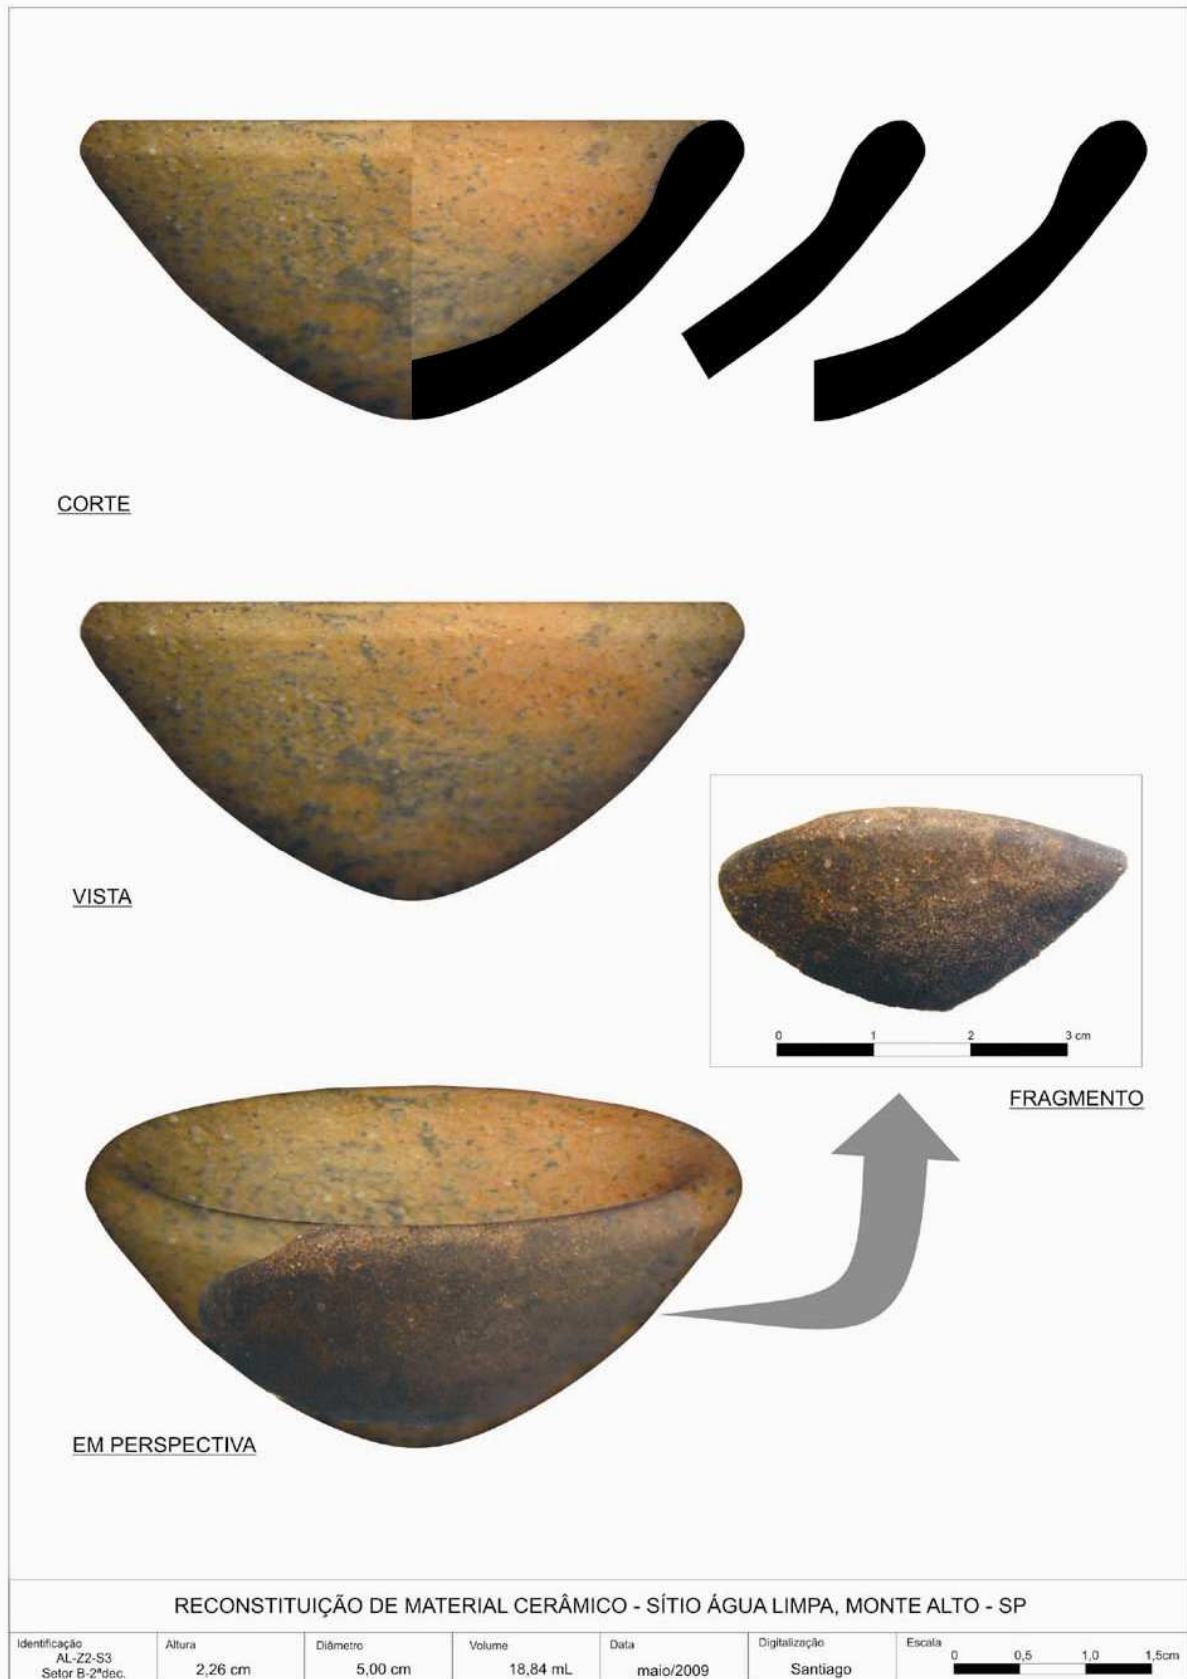 CORTE
VISTA
0 1 2 3 cm
FRAGMENTO
EM PERSPECTIVA
RECONSTITUIÇÃO DE MATERIAL CERÂMICO - SÍTIO ÁGUA LIMPA, MONTE ALTO - SP
Identificação
AL-Z2-S3
Setor B-2ªdec.
Altura
2,26 cm
Diâmetro
5,00 cm
Volume
18,84 mL
Data
maio/2009
Digitalização
Santiago
Escala
0 0,5 1,0 1,5cm